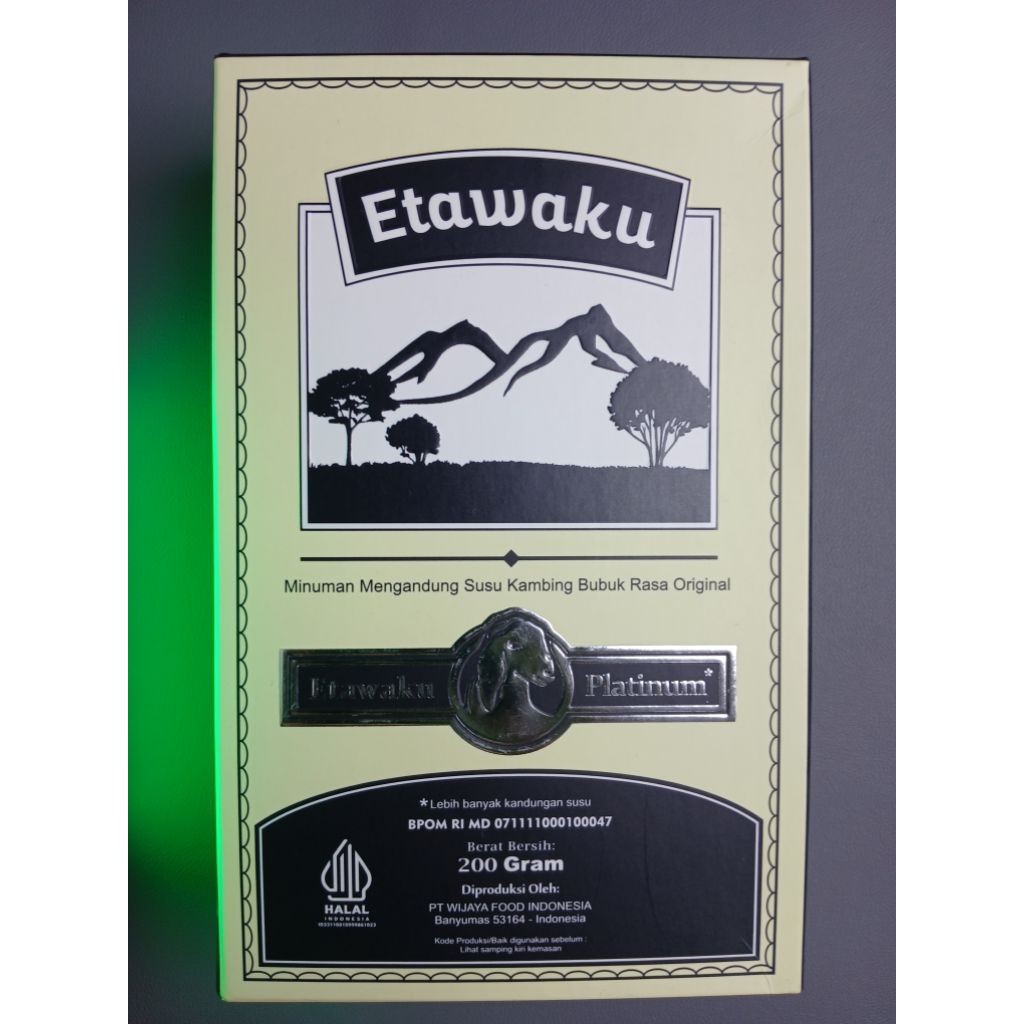 Etawaku
Minuman Mengandung Susu Kambing Bubuk Rasa Original
Etawaku Platinum*
*Lebih banyak kandungan susu
BPOM RI MD 071111000100047
Berat Bersih:
200 Gram
Diproduksi Oleh:
PT WIJAYA FOOD INDONESIA
Banyumas 53164 - Indonesia
Kode Produksi/Baik digunakan sebelum :
Lihat samping kiri kemasan
HALAL
INDONESIA